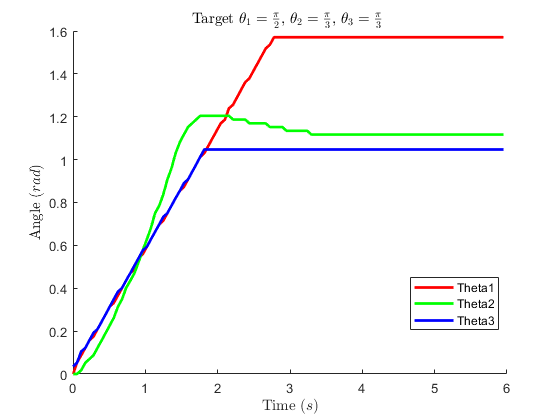 Target θ₁ = π/2, θ₂ = π/3, θ₃ = π/3
1.6
1.4
1.2
1
0.8
0.6
0.4
0.2
0
Angle (rad)
Theta1
Theta2
Theta3
0 1 2 3 4 5 6
Time (s)